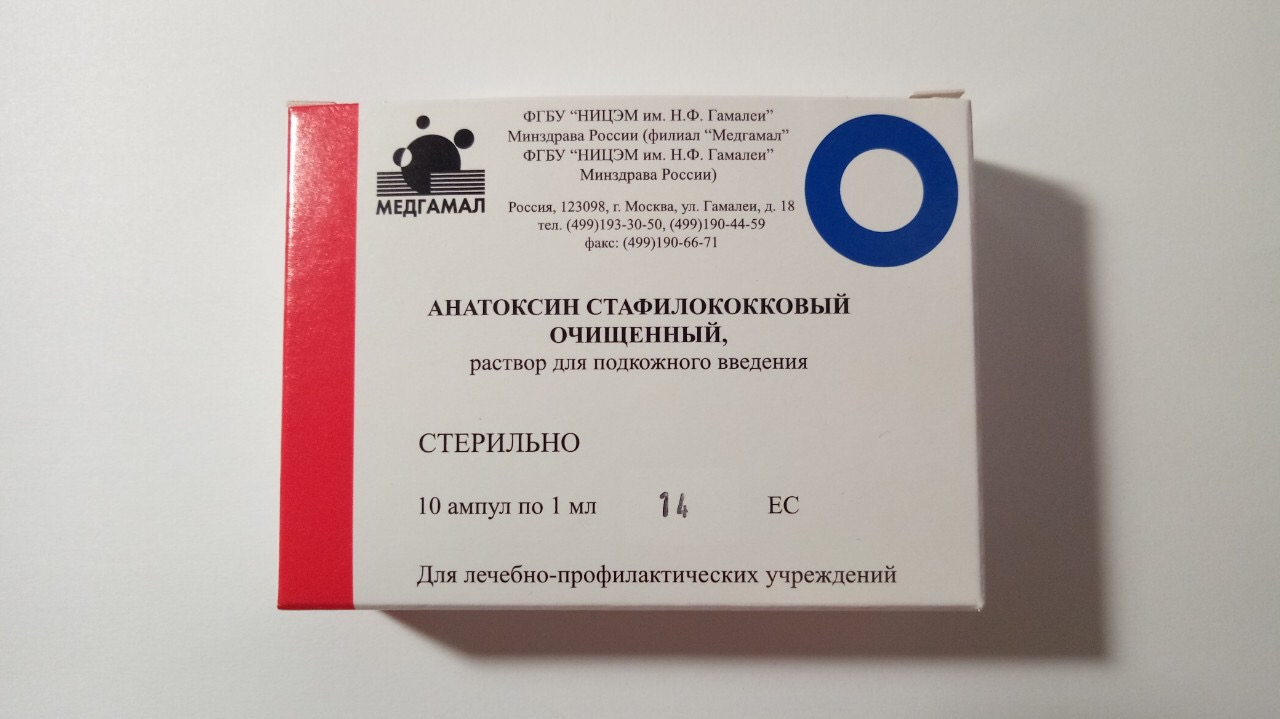 ФГБУ “НИЦЭМ им. Н.Ф. Гамалеи”
Минздрава России (филиал “Медгамал”
ФГБУ “НИЦЭМ им. Н.Ф. Гамалеи”
Минздрава России)
МЕДГАМАЛ
Россия, 123098, г. Москва, ул. Гамалеи, д. 18
тел. (499)193-30-50, (499)190-44-59
факс: (499)190-66-71
АНАТОКСИН СТАФИЛОКОККОВЫЙ
ОЧИЩЕННЫЙ,
раствор для подкожного введения
СТЕРИЛЬНО
10 ампул по 1 мл 14 ЕС
Для лечебно-профилактических учреждений